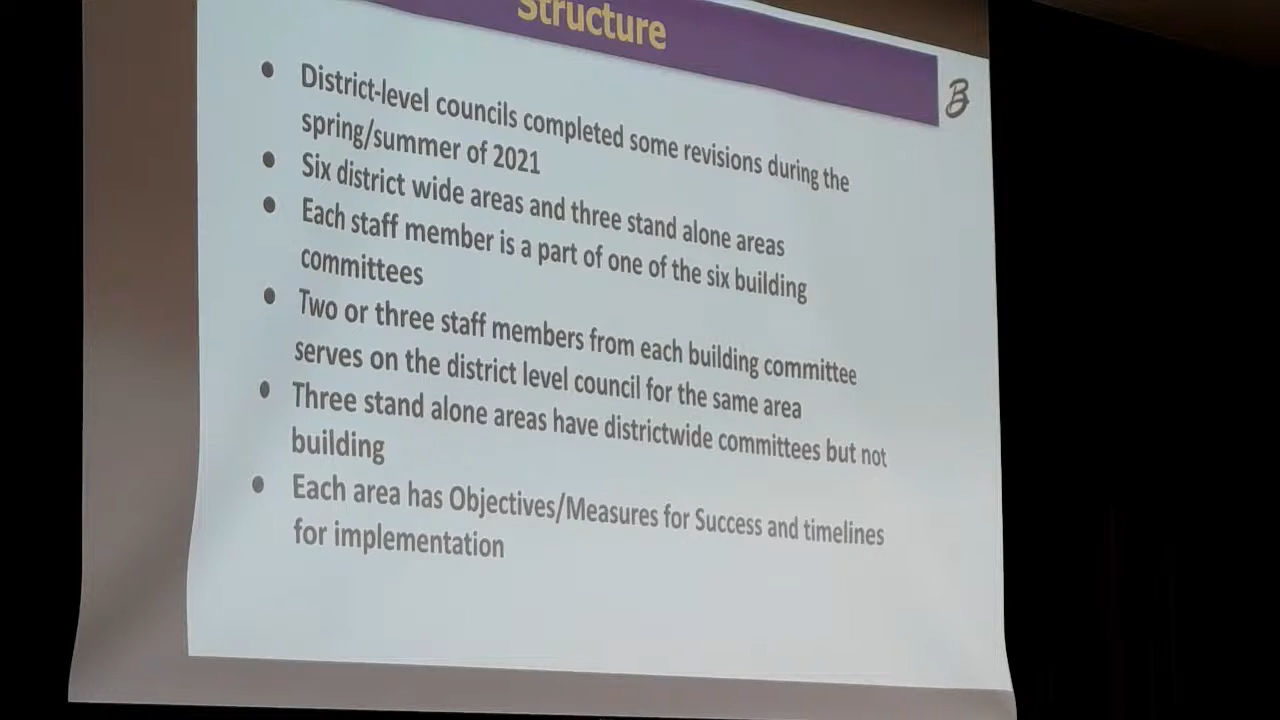 Structure
B
• District-level councils completed some revisions during the
spring/summer of 2021
• Six district wide areas and three stand alone areas
• Each staff member is a part of one of the six building
committees
• Two or three staff members from each building committee
serves on the district level council for the same area
• Three stand alone areas have districtwide committees but not
building
• Each area has Objectives/Measures for Success and timelines
for implementation